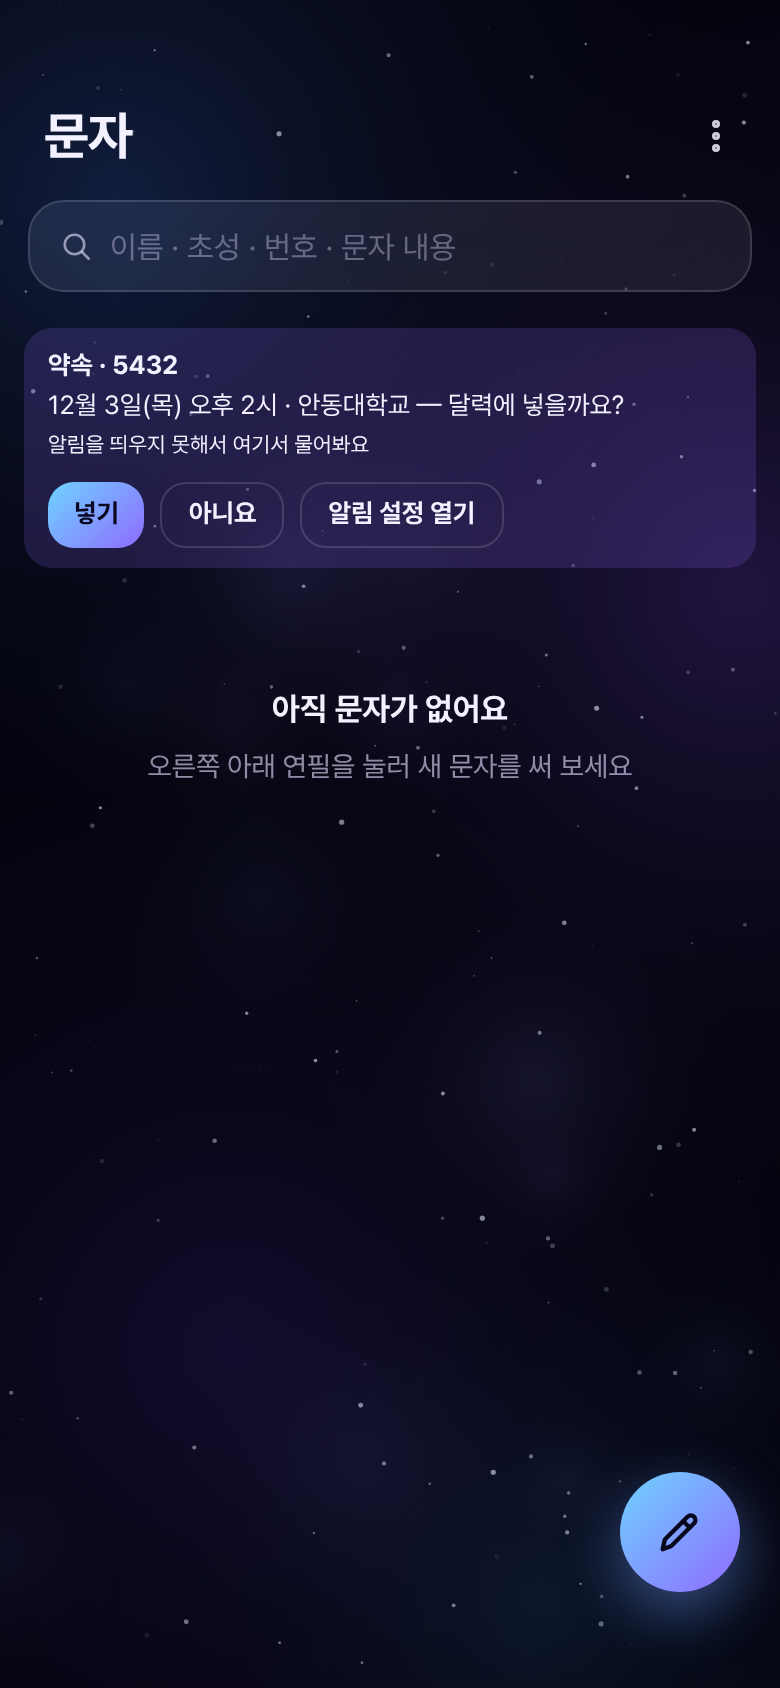 문자
이름 · 초성 · 번호 · 문자 내용
약속 · 5432
12월 3일(목) 오후 2시 · 안동대학교 — 달력에 넣을까요?
알림을 띄우지 못해서 여기서 물어봐요
넣기 아니요 알림 설정 열기
아직 문자가 없어요
오른쪽 아래 연필을 눌러 새 문자를 써 보세요